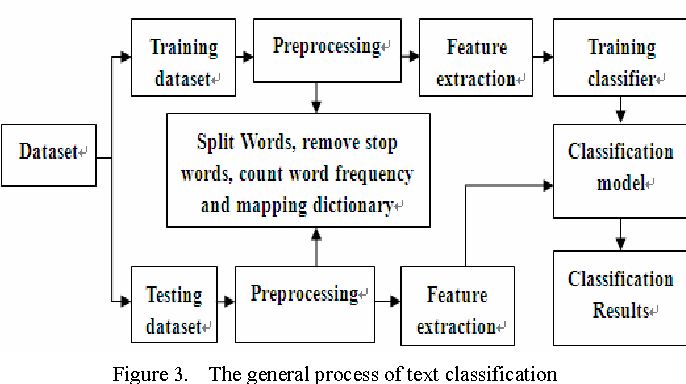 Training
dataset
Preprocessing
Feature
extraction
Training
classifier
Dataset
Split Words, remove stop
words, count word frequency
and mapping dictionary
Classification
model
Testing
dataset
Preprocessing
Feature
extraction
Classification
Results
Figure 3. The general process of text classification